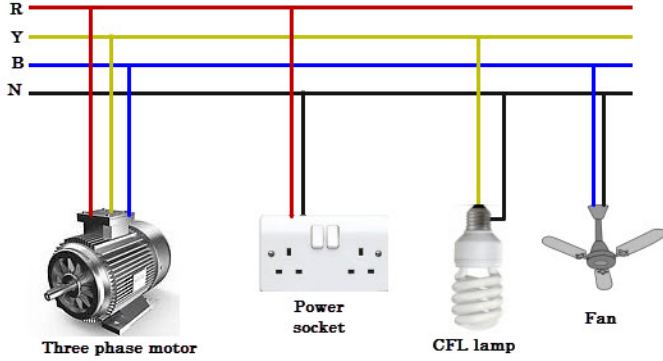 R
Y
B
N
Three phase motor
Power
socket
CFL lamp
Fan